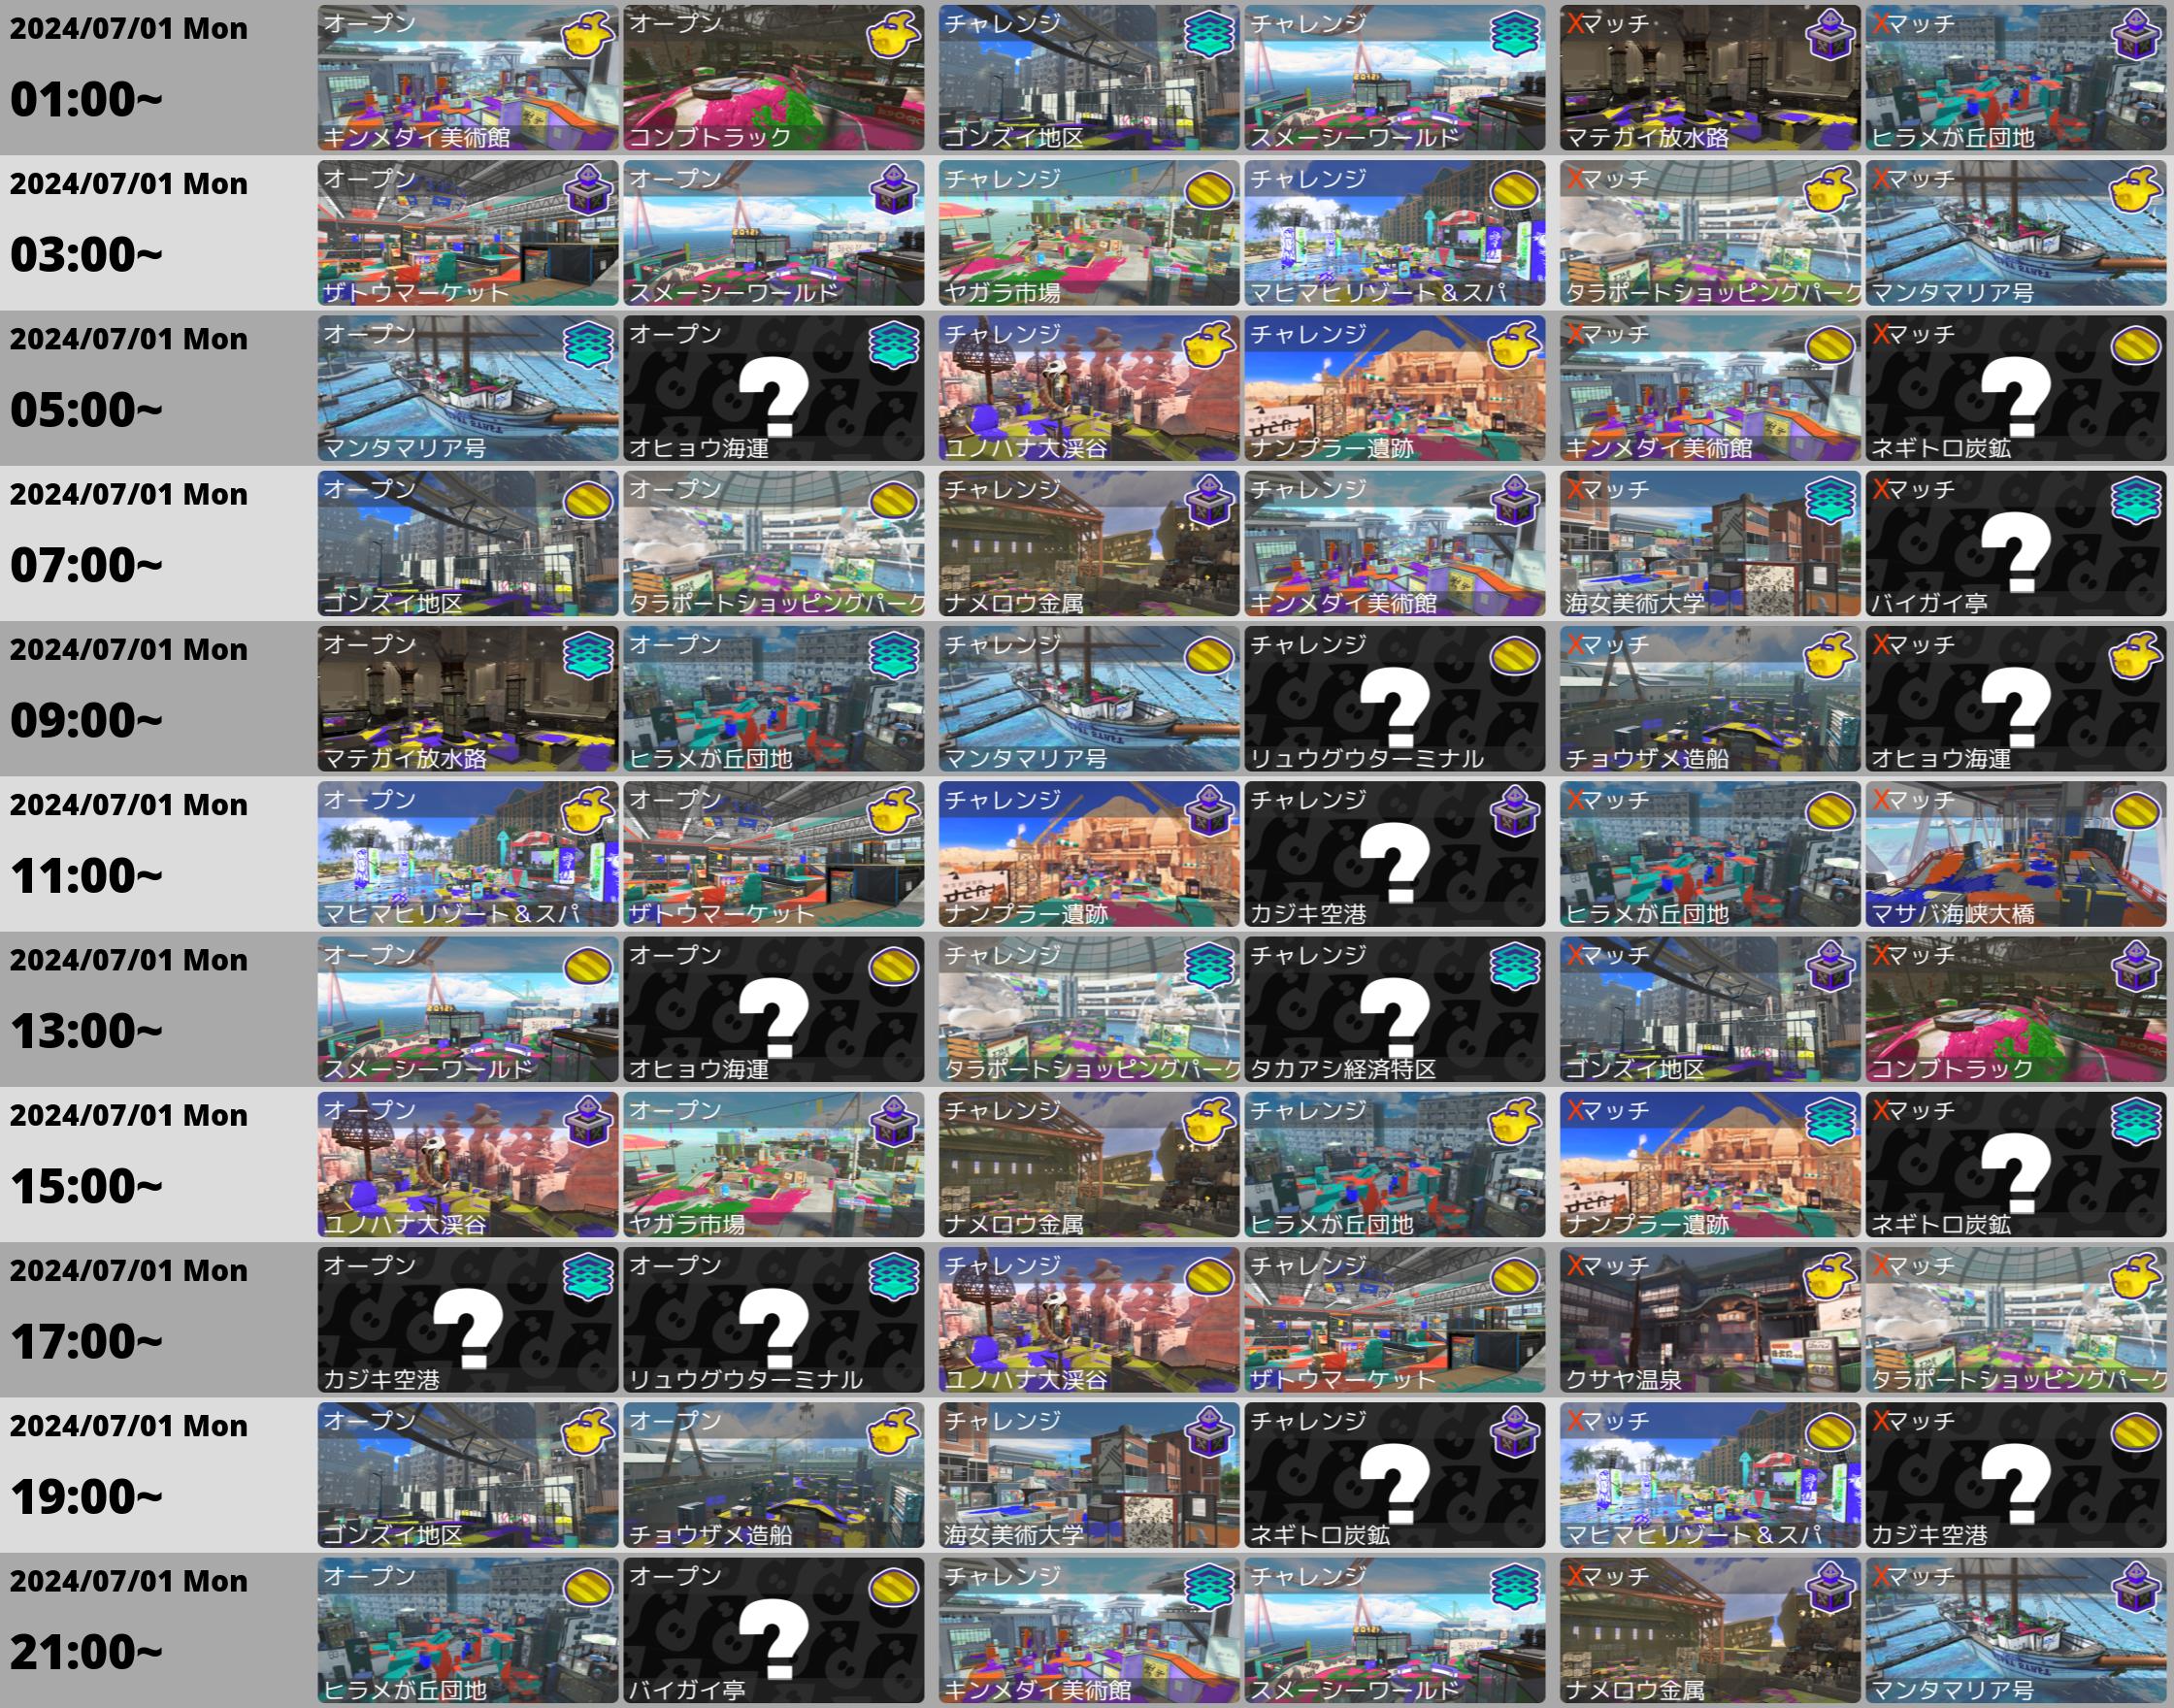 2024/07/01 Mon
01:00~
オープン
キンメダイ美術館
オープン
コンブトラック
チャレンジ
ゴンズイ地区
チャレンジ
スメーシーワールド
Xマッチ
マテガイ放水路
Xマッチ
ヒラメが丘団地
2024/07/01 Mon
03:00~
オープン
ザトウマーケット
オープン
スメーシーワールド
チャレンジ
ヤガラ市場
チャレンジ
マヒマヒリゾート＆スパ
Xマッチ
タラポートショッピングパーク
Xマッチ
マンタマリア号
2024/07/01 Mon
05:00~
オープン
マンタマリア号
オープン
?
オヒョウ海運
チャレンジ
ユノハナ大渓谷
チャレンジ
ナンプラー遺跡
Xマッチ
キンメダイ美術館
Xマッチ
?
ネギトロ炭鉱
2024/07/01 Mon
07:00~
オープン
ゴンズイ地区
オープン
タラポートショッピングパーク
チャレンジ
ナメロウ金属
チャレンジ
キンメダイ美術館
Xマッチ
海女美術大学
Xマッチ
?
バイガイ亭
2024/07/01 Mon
09:00~
オープン
マテガイ放水路
オープン
ヒラメが丘団地
チャレンジ
マンタマリア号
チャレンジ
?
リュウグウターミナル
Xマッチ
チョウザメ造船
Xマッチ
?
オヒョウ海運
2024/07/01 Mon
11:00~
オープン
マヒマヒリゾート＆スパ
オープン
ザトウマーケット
チャレンジ
ナンプラー遺跡
チャレンジ
?
カジキ空港
Xマッチ
ヒラメが丘団地
Xマッチ
マサバ海峡大橋
2024/07/01 Mon
13:00~
オープン
スメーシーワールド
オープン
?
オヒョウ海運
チャレンジ
タラポートショッピングパーク
チャレンジ
?
タカアシ経済特区
Xマッチ
ゴンズイ地区
Xマッチ
コンブトラック
2024/07/01 Mon
15:00~
オープン
ユノハナ大渓谷
オープン
ヤガラ市場
チャレンジ
ナメロウ金属
チャレンジ
ヒラメが丘団地
Xマッチ
ナンプラー遺跡
Xマッチ
?
ネギトロ炭鉱
2024/07/01 Mon
17:00~
オープン
?
カジキ空港
オープン
?
リュウグウターミナル
チャレンジ
ユノハナ大渓谷
チャレンジ
ザトウマーケット
Xマッチ
クサヤ温泉
Xマッチ
タラポートショッピングパーク
2024/07/01 Mon
19:00~
オープン
ゴンズイ地区
オープン
チョウザメ造船
チャレンジ
海女美術大学
チャレンジ
?
ネギトロ炭鉱
Xマッチ
マヒマヒリゾート＆スパ
Xマッチ
?
カジキ空港
2024/07/01 Mon
21:00~
オープン
ヒラメが丘団地
オープン
?
バイガイ亭
チャレンジ
キンメダイ美術館
チャレンジ
スメーシーワールド
Xマッチ
ナメロウ金属
Xマッチ
マンタマリア号